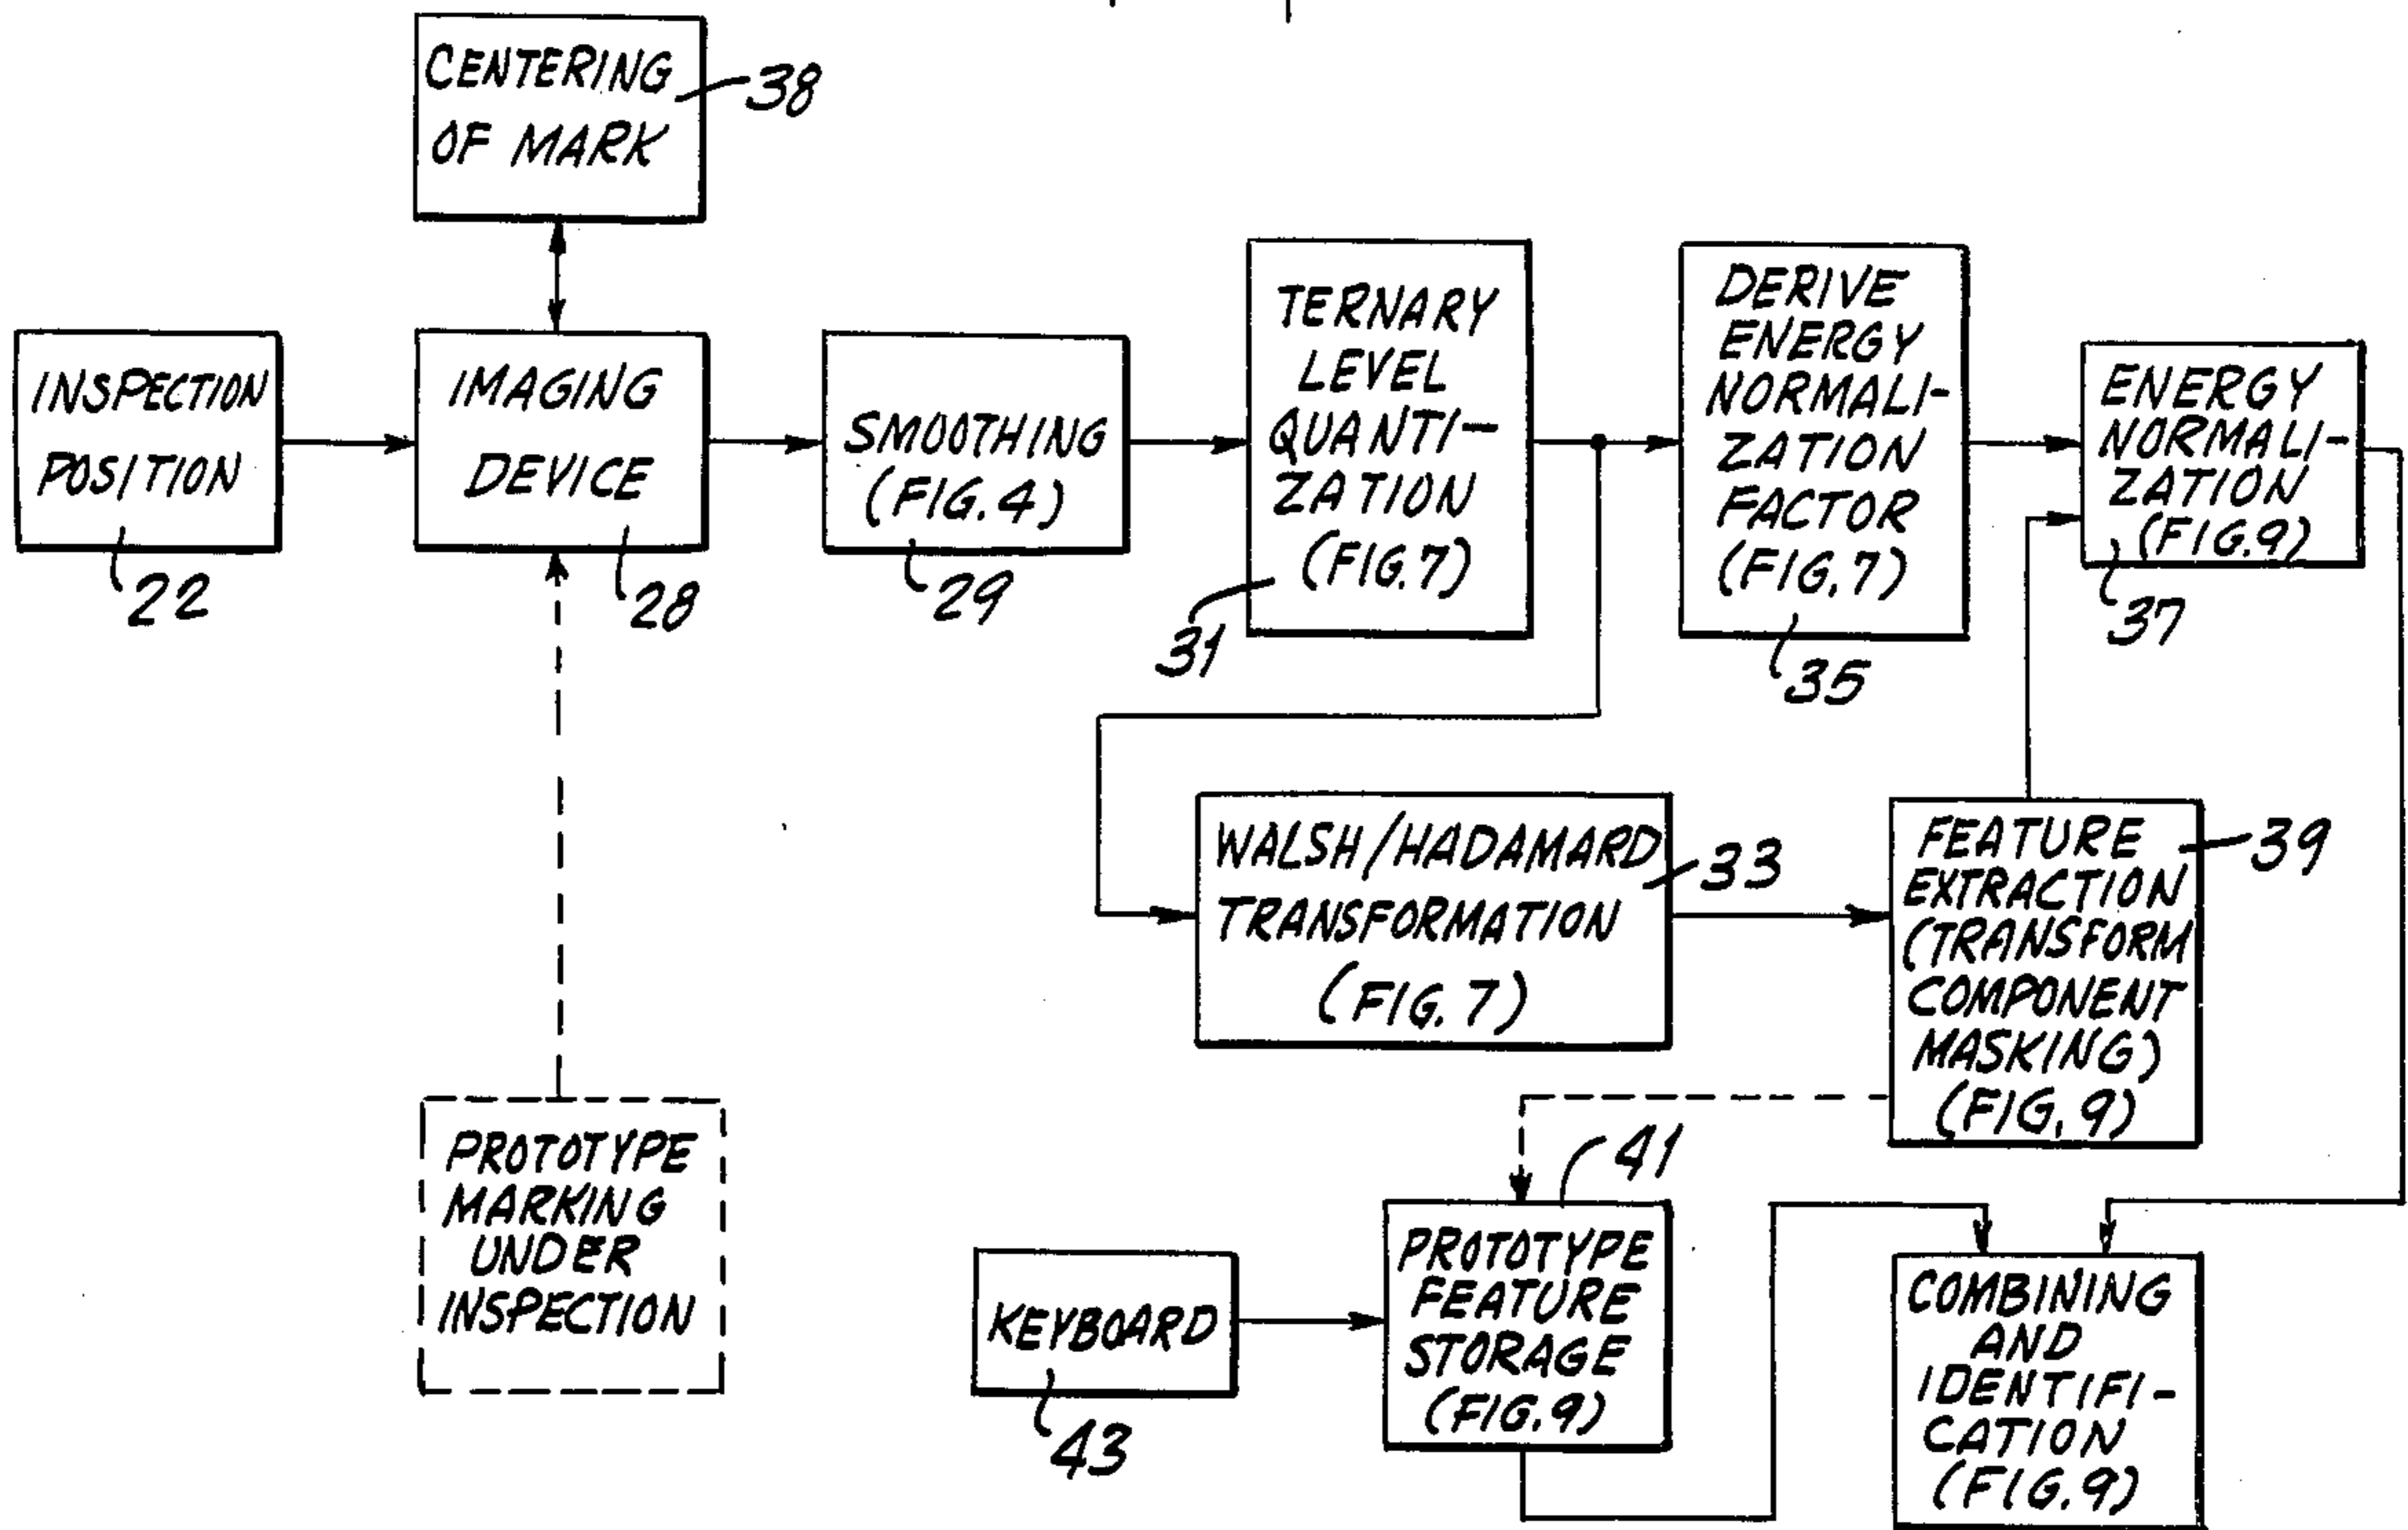 CENTERING
OF MARK
38
INSPECTION
POSITION
22
IMAGING
DEVICE
28
SMOOTHING
(FIG. 4)
29
TERNARY
LEVEL
QUANTI-
ZATION
(FIG. 7)
31
DERIVE
ENERGY
NORMALI-
ZATION
FACTOR
(FIG. 7)
35
ENERGY
NORMALI-
ZATION
(FIG. 9)
37
WALSH/HADAMARD
TRANSFORMATION
(FIG. 7)
33
FEATURE
EXTRACTION
(TRANSFORM
COMPONENT
MASKING)
(FIG. 9)
39
PROTOTYPE
MARKING
UNDER
INSPECTION
KEYBOARD
43
PROTOTYPE
FEATURE
STORAGE
(FIG. 9)
41
COMBINING
AND
IDENTIFI-
CATION
(FIG. 9)